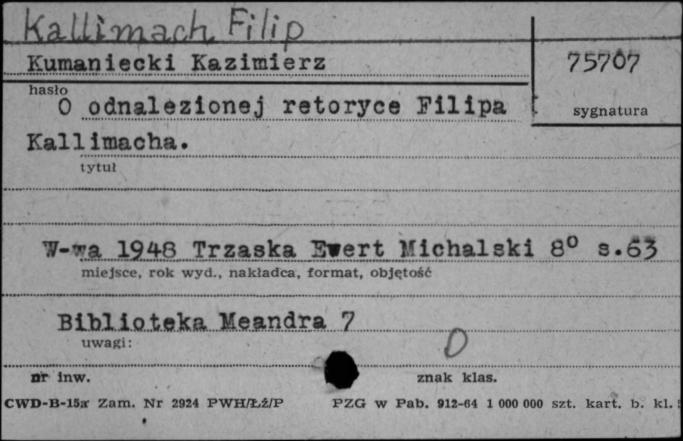 Kallimach Filip
Kumaniecki Kazimierz
75707
hasło
O odnalezionej retoryce Filipa
sygnatura
Kallimacha.
tytuł
W-wa 1948 Trzaska Ewert Michalski 8° s.63
miejsce, rok wyd., nakładca, format, objętość
Biblioteka Meandra 7
uwagi:
0
nr inw.
znak klas.
CWD-B-15a Zam. Nr 2924 PWH/Łź/P PZG w Pab. 912-64 1 000 000 szt. kart. b. kl.